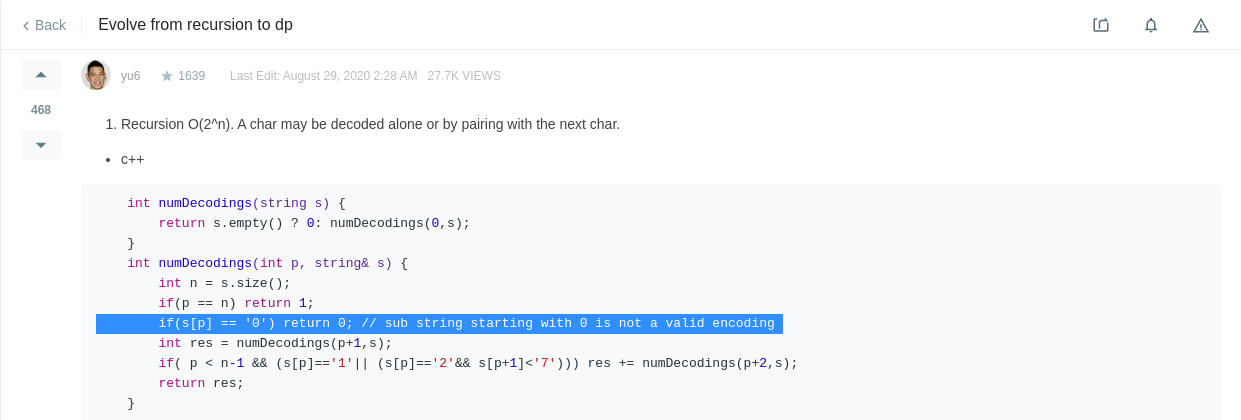 Back Evolve from recursion to dp
468
yu6 1639 Last Edit: August 29, 2020 2:28 AM 27.7K VIEWS
1. Recursion O(2^n). A char may be decoded alone or by pairing with the next char.
• c++
int numDecodings(string s) {
return s.empty() ? 0: numDecodings(0,s);
}
int numDecodings(int p, string& s) {
int n = s.size();
if(p == n) return 1;
if(s[p] == '0') return 0; // sub string starting with 0 is not a valid encoding
int res = numDecodings(p+1,s);
if( p < n-1 && (s[p]=='1'|| (s[p]=='2'&& s[p+1]<'7'))) res += numDecodings(p+2,s);
return res;
}